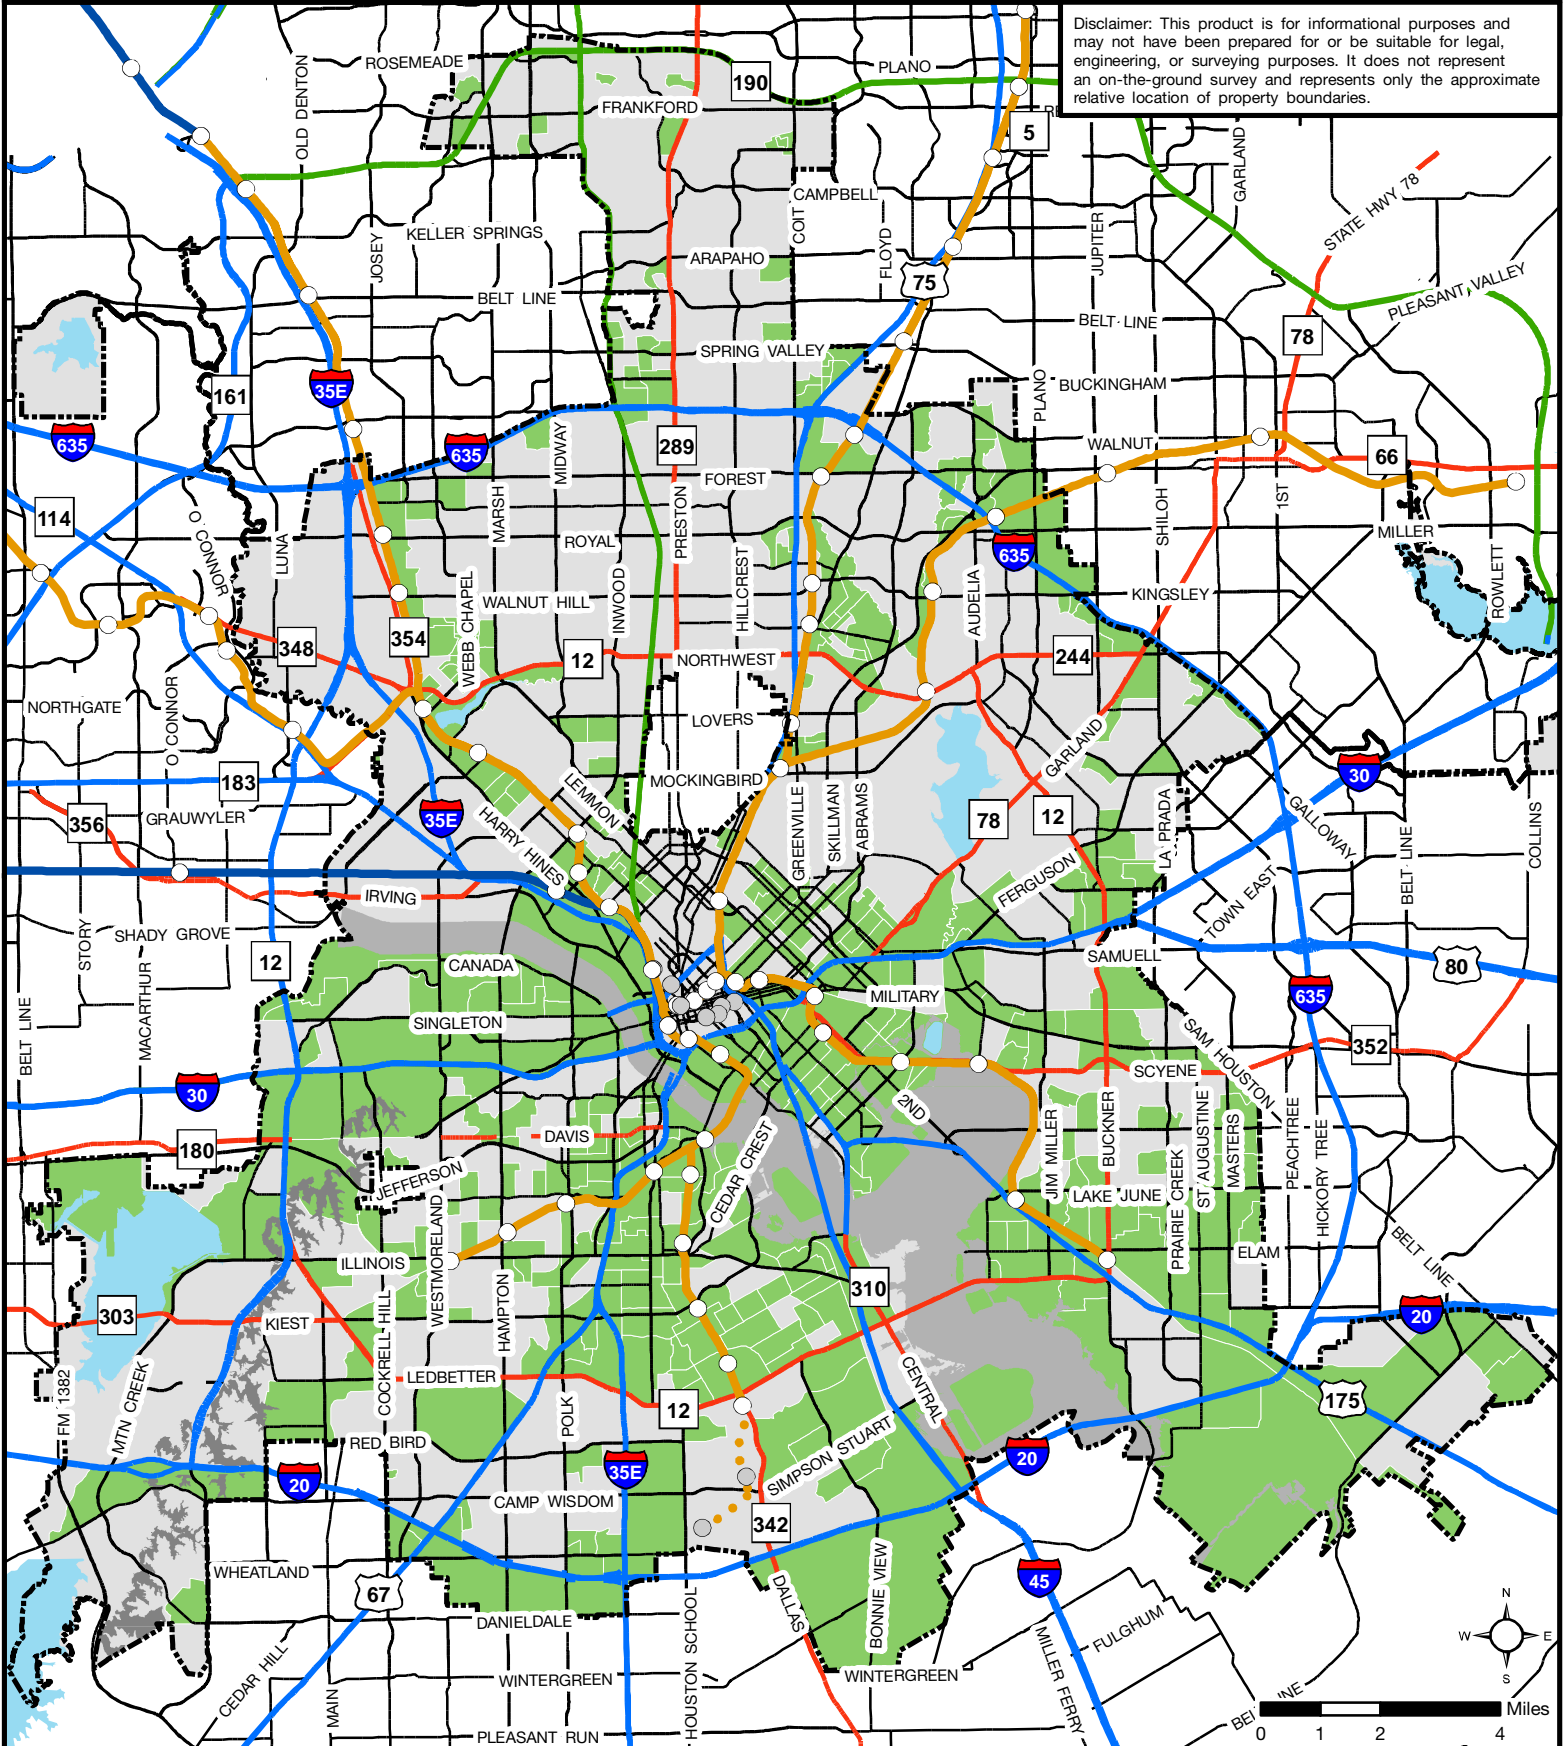 Disclaimer: This product is for informational purposes and
may not have been prepared for or be suitable for legal,
engineering, or surveying purposes. It does not represent
an on-the-ground survey and represents only the approximate
relative location of property boundaries.
ROSEMEADE
PLANO
190
FRANKFORD
5
OLD DENTON
GARLAND
CAMPBELL
STATE HWY 78
COIT
KELLER SPRINGS
JOSEY
FLOYD
JUPITER
ARAPAHO
75
PLEASANT VALLEY
BELT LINE
BELT LINE
78
SPRING VALLEY
161
35E
PLANO
BUCKINGHAM
635
635
MIDWAY
289
WALNUT
66
FOREST
114
MARSH
PRESTON
SHILOH
1ST
O'CONNOR
LUNA
ROYAL
635
MILLER
WEBB CHAPEL
WALNUT HILL
INWOOD
HILLCREST
AUDELIA
KINGSLEY
ROWLETT
348
354
12
NORTHWEST
244
NORTHGATE
O'CONNOR
LOVERS
GARLAND
183
MOCKINGBIRD
30
356
GRAUWYLER
LEMMON
35E
HARRY HINES
GREENVILLE
SKILLMAN
ABRAMS
78
12
LA PRADA
GALLOWAY
COLLINS
BELT LINE
IRVING
FERGUSON
TOWN EAST
STORY
SHADY GROVE
12
CANADA
SAMUELL
80
MACARTHUR
MILITARY
635
BELT LINE
SINGLETON
SAM HOUSTON
352
30
SCYENE
2ND
180
DAVIS
CEDAR CREST
JIM MILLER
BUCKNER
ST AUGUSTINE
MASTERS
PEACHTREE
HICKORY TREE
JEFFERSON
WESTMORELAND
LAKE JUNE
PRAIRIE CREEK
ILLINOIS
ELAM
BELT LINE
303
310
20
KIEST
COCKRELL HILL
HAMPTON
FM 1382
MTN CREEK
LEDBETTER
POLK
12
CENTRAL
175
RED BIRD
SIMPSON STUART
20
20
35E
CAMP WISDOM
342
WHEATLAND
67
DALLAS
BONNIE VIEW
45
DANIELDALE
HOUSTON SCHOOL
FULGHUM
MILLER FERRY
N
W
E
S
CEDAR HILL
WINTERGREEN
WINTERGREEN
MAIN
PLEASANT RUN
Miles
0 1 2 4